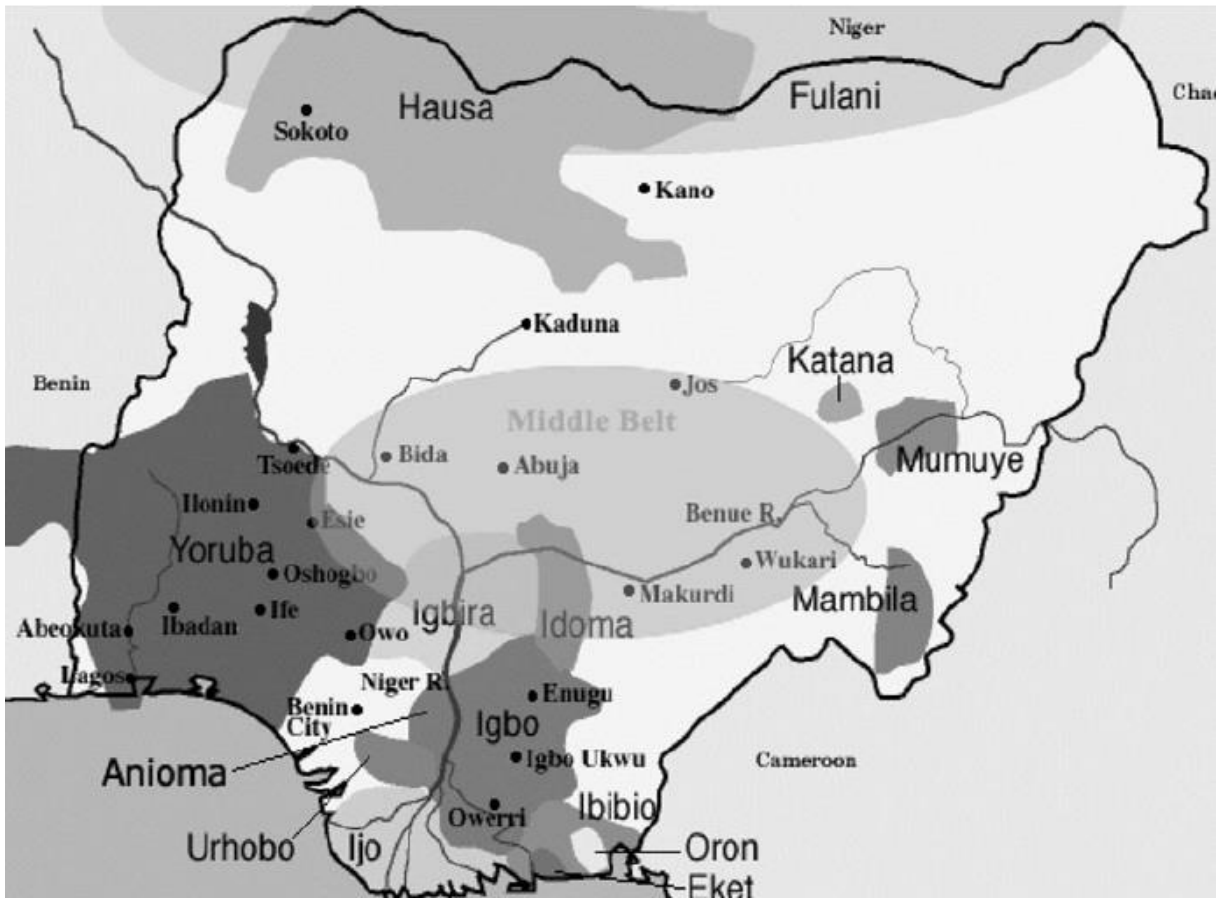 Niger
Chad
Fulani
Hausa
Sokoto
Kano
Kaduna
Katana
Jos
Benin
Middle Belt
Bida
Abuja
Tsoede
Mumuye
Ilonin
Esie
Benue R.
Yoruba
Oshogbo
Wukari
Makurdi
Mambila
Ibadan
Ife
Igbira
Idoma
Abeokuta
Owo
Lagos
Niger R.
Enugu
Benin
City
Igbo
Igbo Ukwu
Cameroon
Anioma
Owerri
Ibibio
Urhobo
Ijo
Oron
Eket